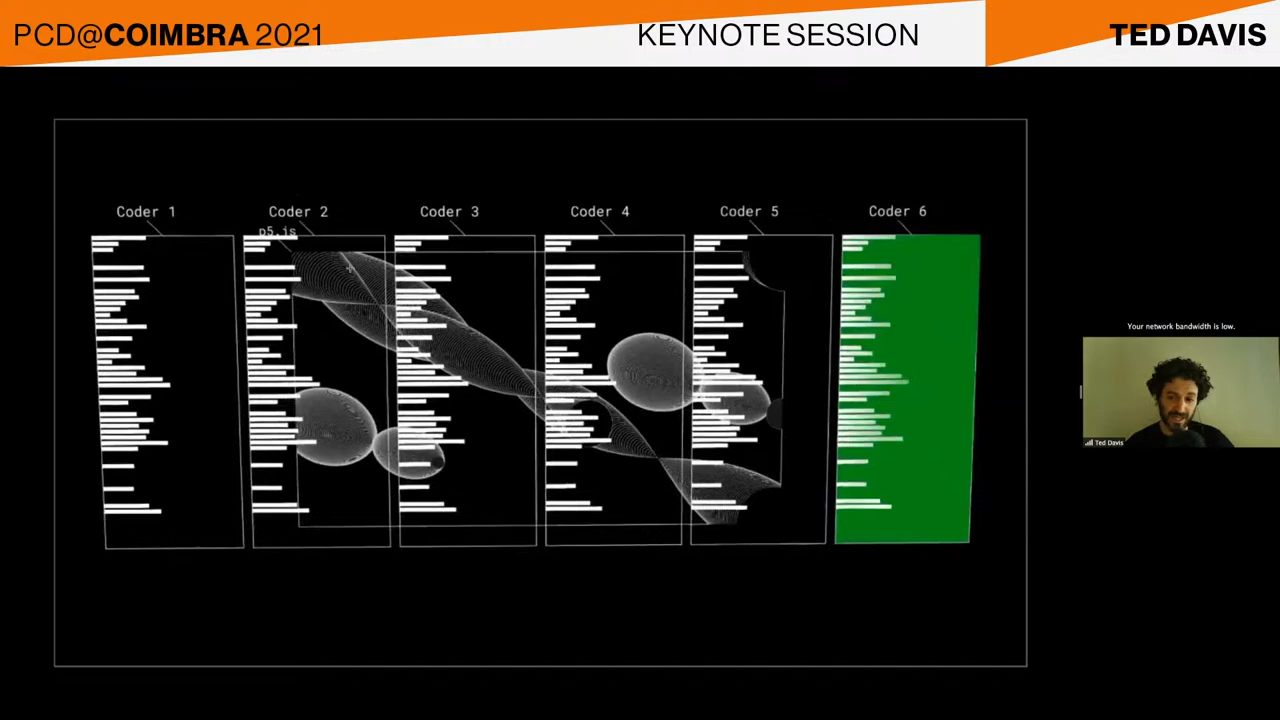 PCD@COIMBRA 2021 KEYNOTE SESSION TED DAVIS
Coder 1 Coder 2 Coder 3 Coder 4 Coder 5 Coder 6
p5.js
Your network bandwidth is low.
Ted Davis